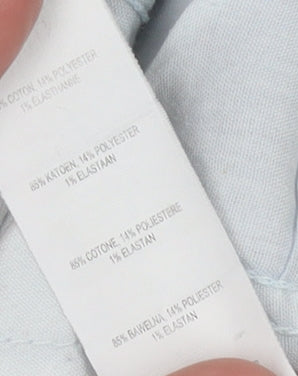 % COTON, 14% POLYESTER
1% ELASTHANNE
85% KATOEN, 14% POLYESTER
1% ELASTAAN
85% COTONE, 14% POLIESTERE
1% ELASTAN
85% BAWEŁNA, 14% POLIESTER
1% ELASTAN